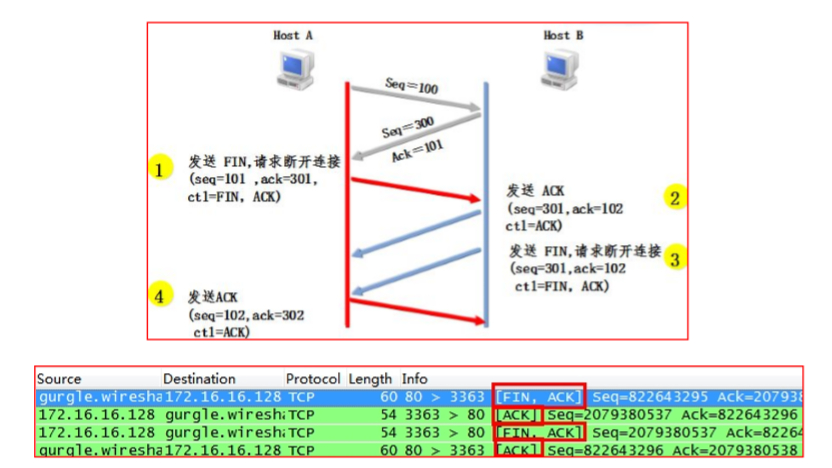 Host A
Host B
Seq=100
Seq=300
Ack=101
1
发送 FIN,请求断开连接
(seq=101 ,ack=301,
ctl=FIN, ACK)
发送 ACK
(seq=301,ack=102
ctl=ACK)
2
发送 FIN,请求断开连接
(seq=301,ack=102
ctl=FIN, ACK)
3
4
发送ACK
(seq=102,ack=302
ctl=ACK)
Source Destination Protocol Length Info
gurgle.wiresha 172.16.16.128 TCP 60 80 > 3363 [FIN, ACK] Seq=822643295 Ack=20793
172.16.16.128 gurgle.wiresh TCP 54 3363 > 80 [ACK] Seq=2079380537 Ack=822643296
172.16.16.128 gurgle.wiresh TCP 54 3363 > 80 [FIN, ACK] Seq=2079380537 Ack=82264
gurgle.wiresha 172.16.16.128 TCP 60 80 > 3363 [ACK] Seq=822643296 Ack=2079380538